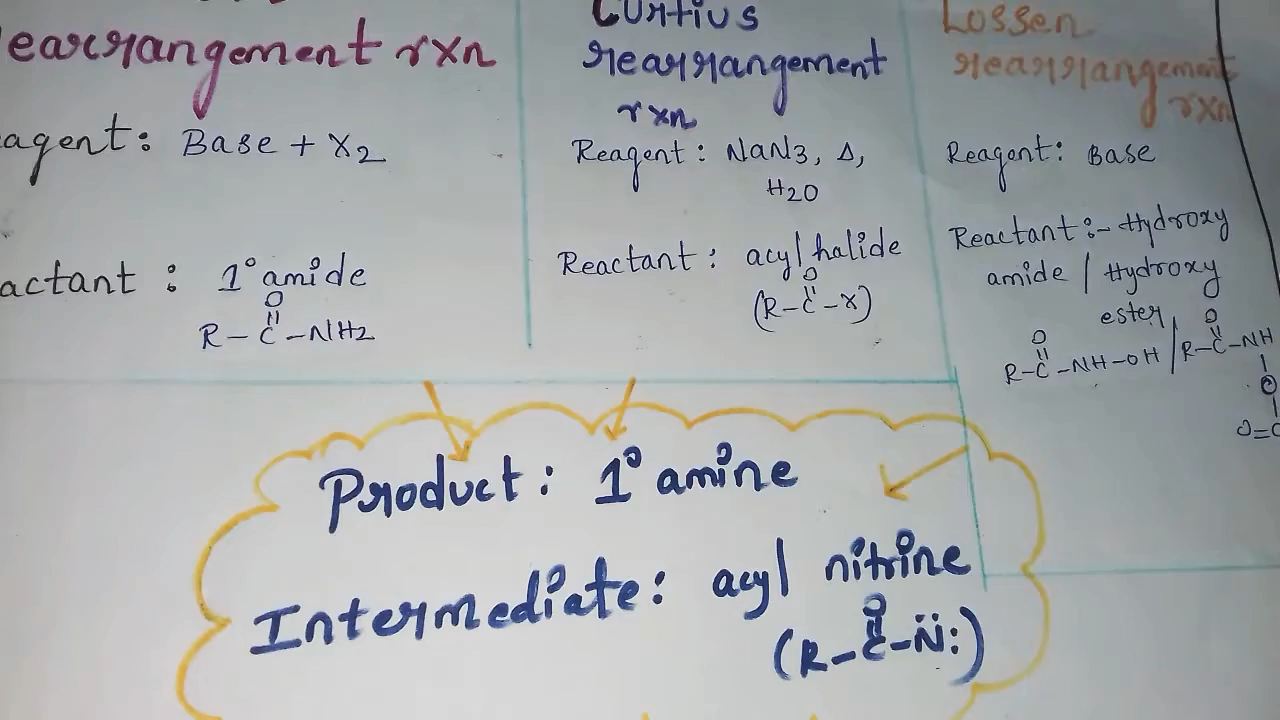 earrangement rxn
agent: Base + X2
actant : 1° amide
O
R – C – NH2
Curtius
rearrangement
rxn
Reagent: NaN3, Δ,
H2O
Reactant : acyl halide
O
(R – C – X)
Lossen
rearrangement
rxn
Reagent: Base
Reactant :- Hydroxy
amide / Hydroxy
ester
O
R – C – NH – OH / R – C – NH
O
O
O=C
Product : 1° amine
Intermediate : acyl nitrine
O
(R – C – N:)